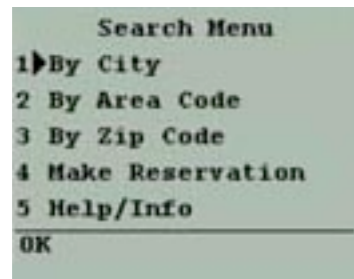 Search Menu
1▶By City
2 By Area Code
3 By Zip Code
4 Make Reservation
5 Help/Info
OK